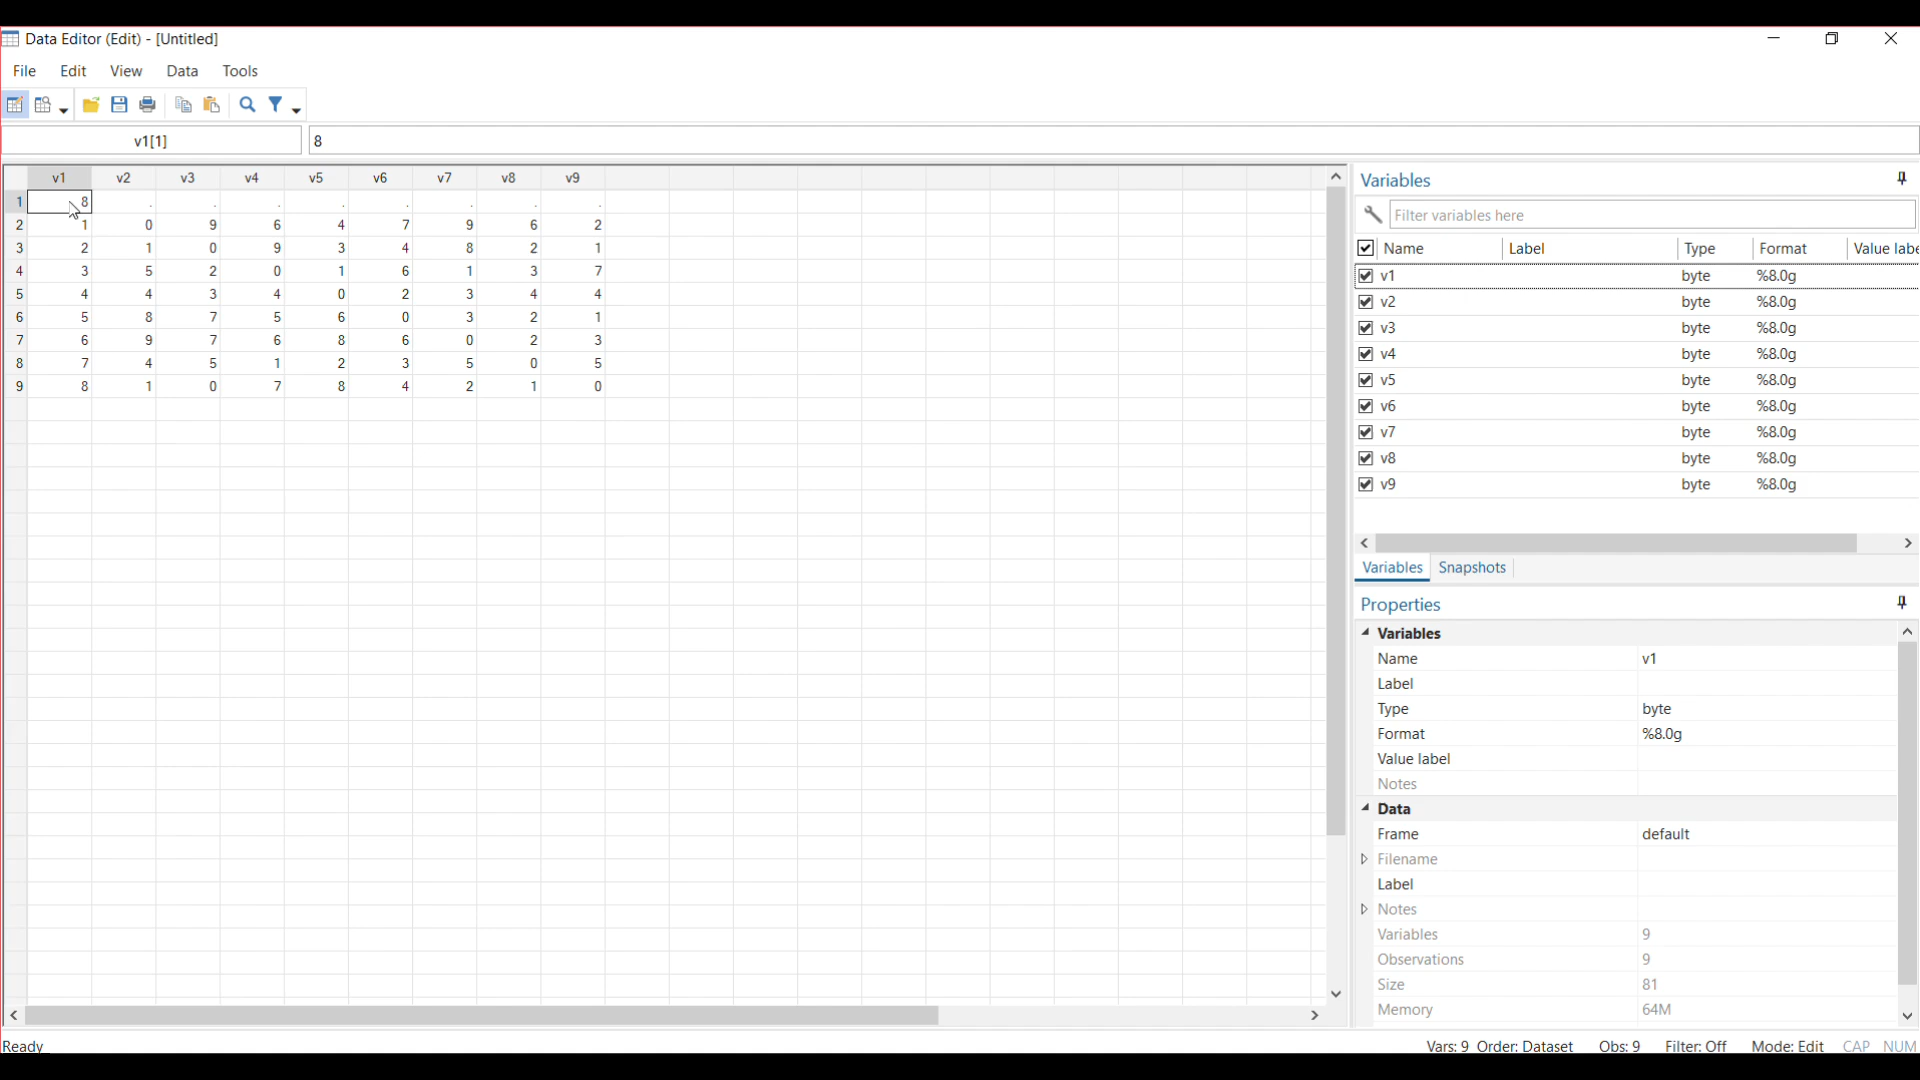 Data Editor (Edit) - [Untitled]
File Edit View Data Tools
v1[1] 8
v1 v2 v3 v4 v5 v6 v7 v8 v9
1 8 . . . . . . . .
2 1 0 9 6 4 7 9 6 2
3 2 1 0 9 3 4 8 2 1
4 3 5 2 0 1 6 1 3 7
5 4 4 3 4 0 2 3 4 4
6 5 8 7 5 6 0 3 2 1
7 6 9 7 6 8 6 0 2 3
8 7 4 5 1 2 3 5 0 5
9 8 1 0 7 8 4 2 1 0
Variables
Filter variables here
Name Label Type Format Value labe
v1 byte %8.0g
v2 byte %8.0g
v3 byte %8.0g
v4 byte %8.0g
v5 byte %8.0g
v6 byte %8.0g
v7 byte %8.0g
v8 byte %8.0g
v9 byte %8.0g
Variables Snapshots
Properties
Variables
Name v1
Label
Type byte
Format %8.0g
Value label
Notes
Data
Frame default
Filename
Label
Notes
Variables 9
Observations 9
Size 81
Memory 64M
Ready Vars: 9 Order: Dataset Obs: 9 Filter: Off Mode: Edit CAP NUM